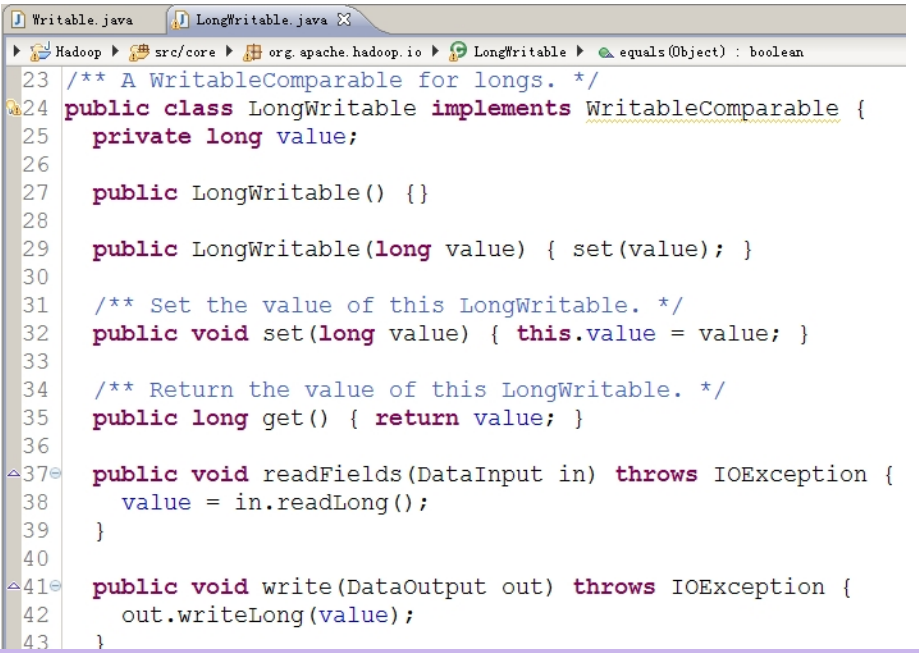 Writable.java LongWritable.java
Hadoop src/core org.apache.hadoop.io LongWritable equals(Object) : boolean
23 /** A WritableComparable for longs. */
24 public class LongWritable implements WritableComparable {
25 private long value;
26
27 public LongWritable() {}
28
29 public LongWritable(long value) { set(value); }
30
31 /** Set the value of this LongWritable. */
32 public void set(long value) { this.value = value; }
33
34 /** Return the value of this LongWritable. */
35 public long get() { return value; }
36
37 public void readFields(DataInput in) throws IOException {
38 value = in.readLong();
39 }
40
41 public void write(DataOutput out) throws IOException {
42 out.writeLong(value);
43 }